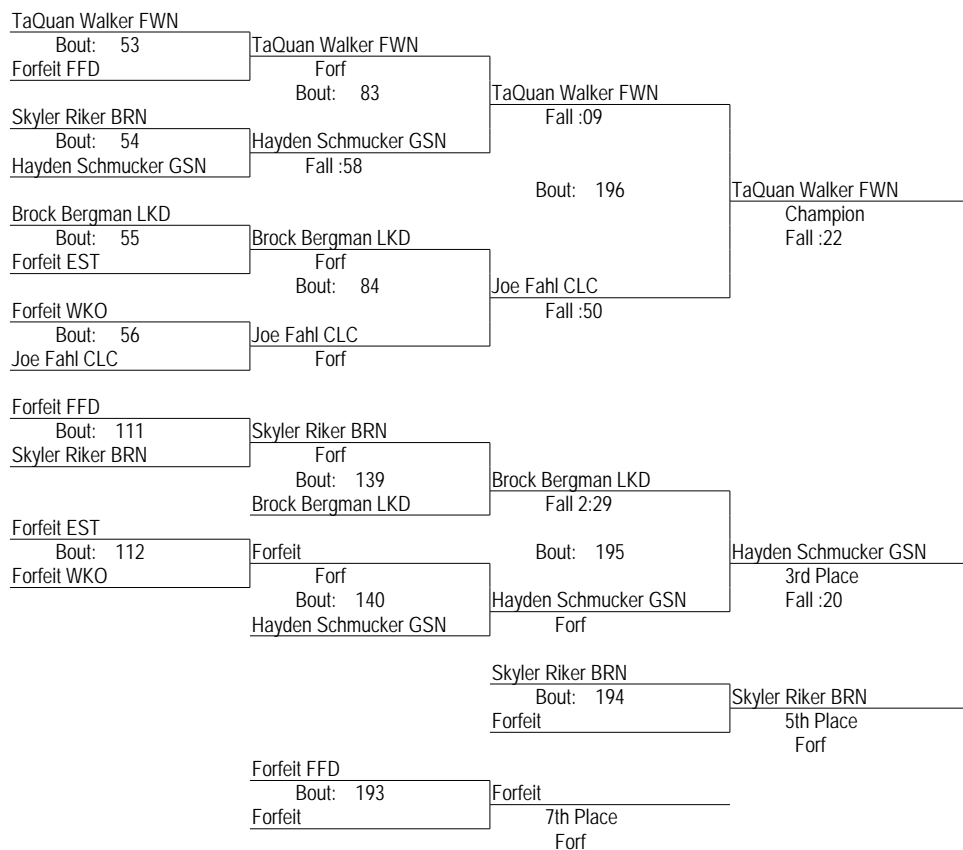 TaQuan Walker FWN
Bout: 53
Forfeit FFD
TaQuan Walker FWN
Forf
Bout: 83
Skyler Riker BRN
Bout: 54
Hayden Schmucker GSN
Hayden Schmucker GSN
Fall :58
TaQuan Walker FWN
Fall :09
Bout: 196
Brock Bergman LKD
Bout: 55
Forfeit EST
Brock Bergman LKD
Forf
Bout: 84
Forfeit WKO
Bout: 56
Joe Fahl CLC
Joe Fahl CLC
Forf
Joe Fahl CLC
Fall :50
TaQuan Walker FWN
Champion
Fall :22
Forfeit FFD
Bout: 111
Skyler Riker BRN
Skyler Riker BRN
Forf
Bout: 139
Brock Bergman LKD
Brock Bergman LKD
Fall 2:29
Bout: 195
Forfeit EST
Bout: 112
Forfeit WKO
Forfeit
Forf
Bout: 140
Hayden Schmucker GSN
Hayden Schmucker GSN
Forf
Hayden Schmucker GSN
3rd Place
Fall :20
Skyler Riker BRN
Bout: 194
Forfeit
Skyler Riker BRN
5th Place
Forf
Forfeit FFD
Bout: 193
Forfeit
Forfeit
7th Place
Forf